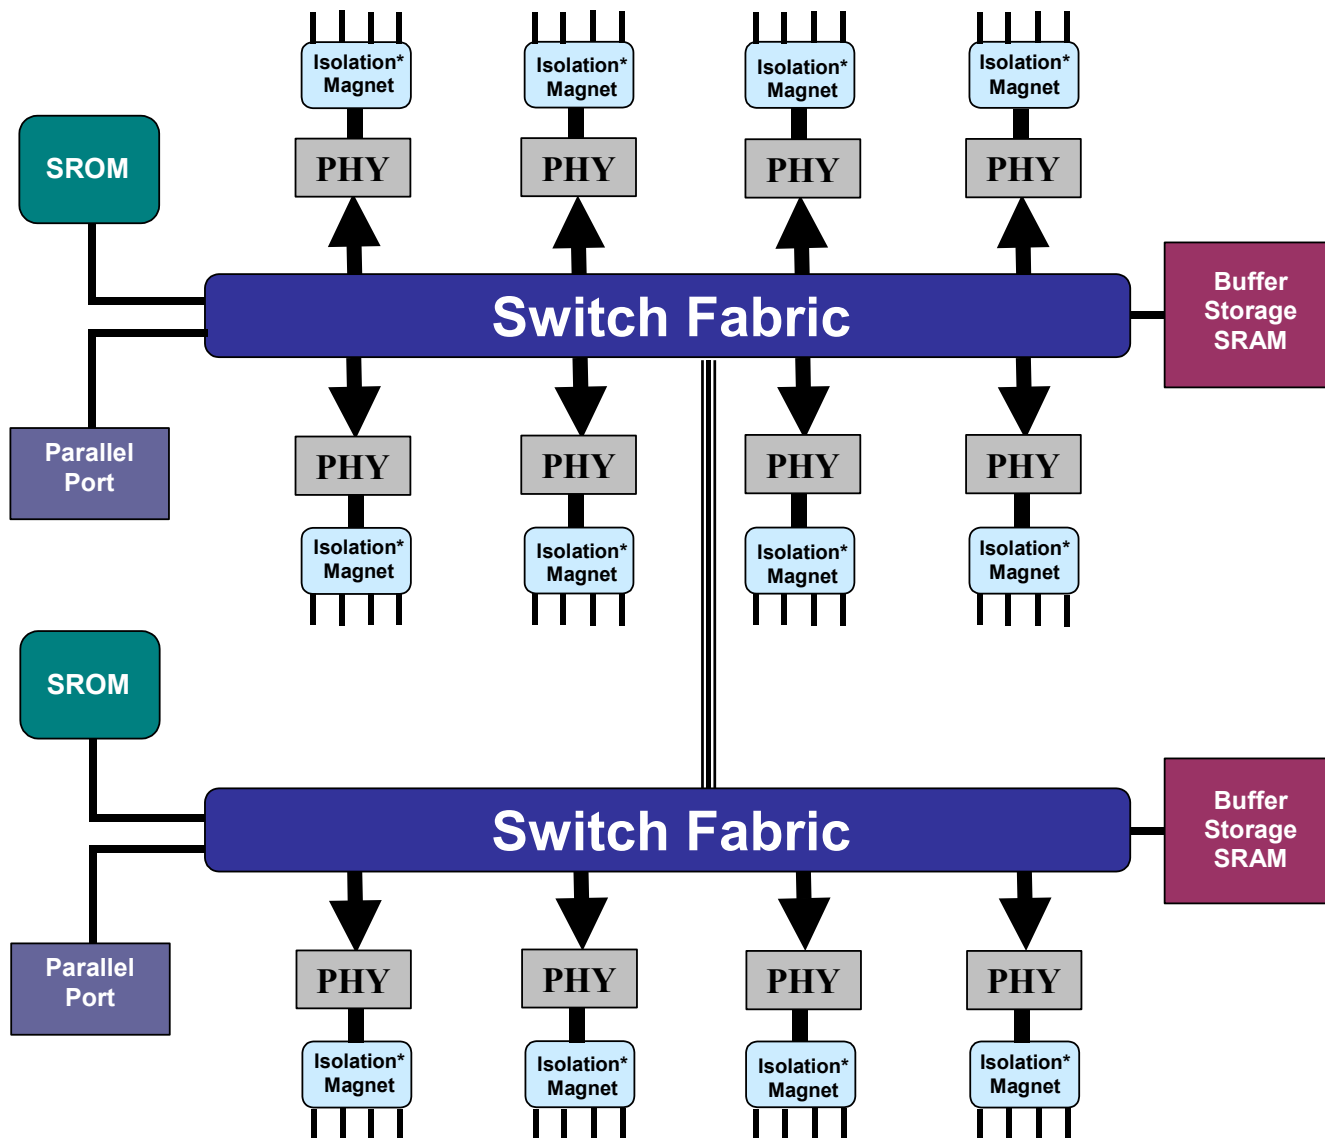 Isolation*
Magnet
Isolation*
Magnet
Isolation*
Magnet
Isolation*
Magnet
SROM
PHY
PHY
PHY
PHY
Switch Fabric
Buffer
Storage
SRAM
Parallel
Port
PHY
PHY
PHY
PHY
Isolation*
Magnet
Isolation*
Magnet
Isolation*
Magnet
Isolation*
Magnet
SROM
Switch Fabric
Buffer
Storage
SRAM
Parallel
Port
PHY
PHY
PHY
PHY
Isolation*
Magnet
Isolation*
Magnet
Isolation*
Magnet
Isolation*
Magnet